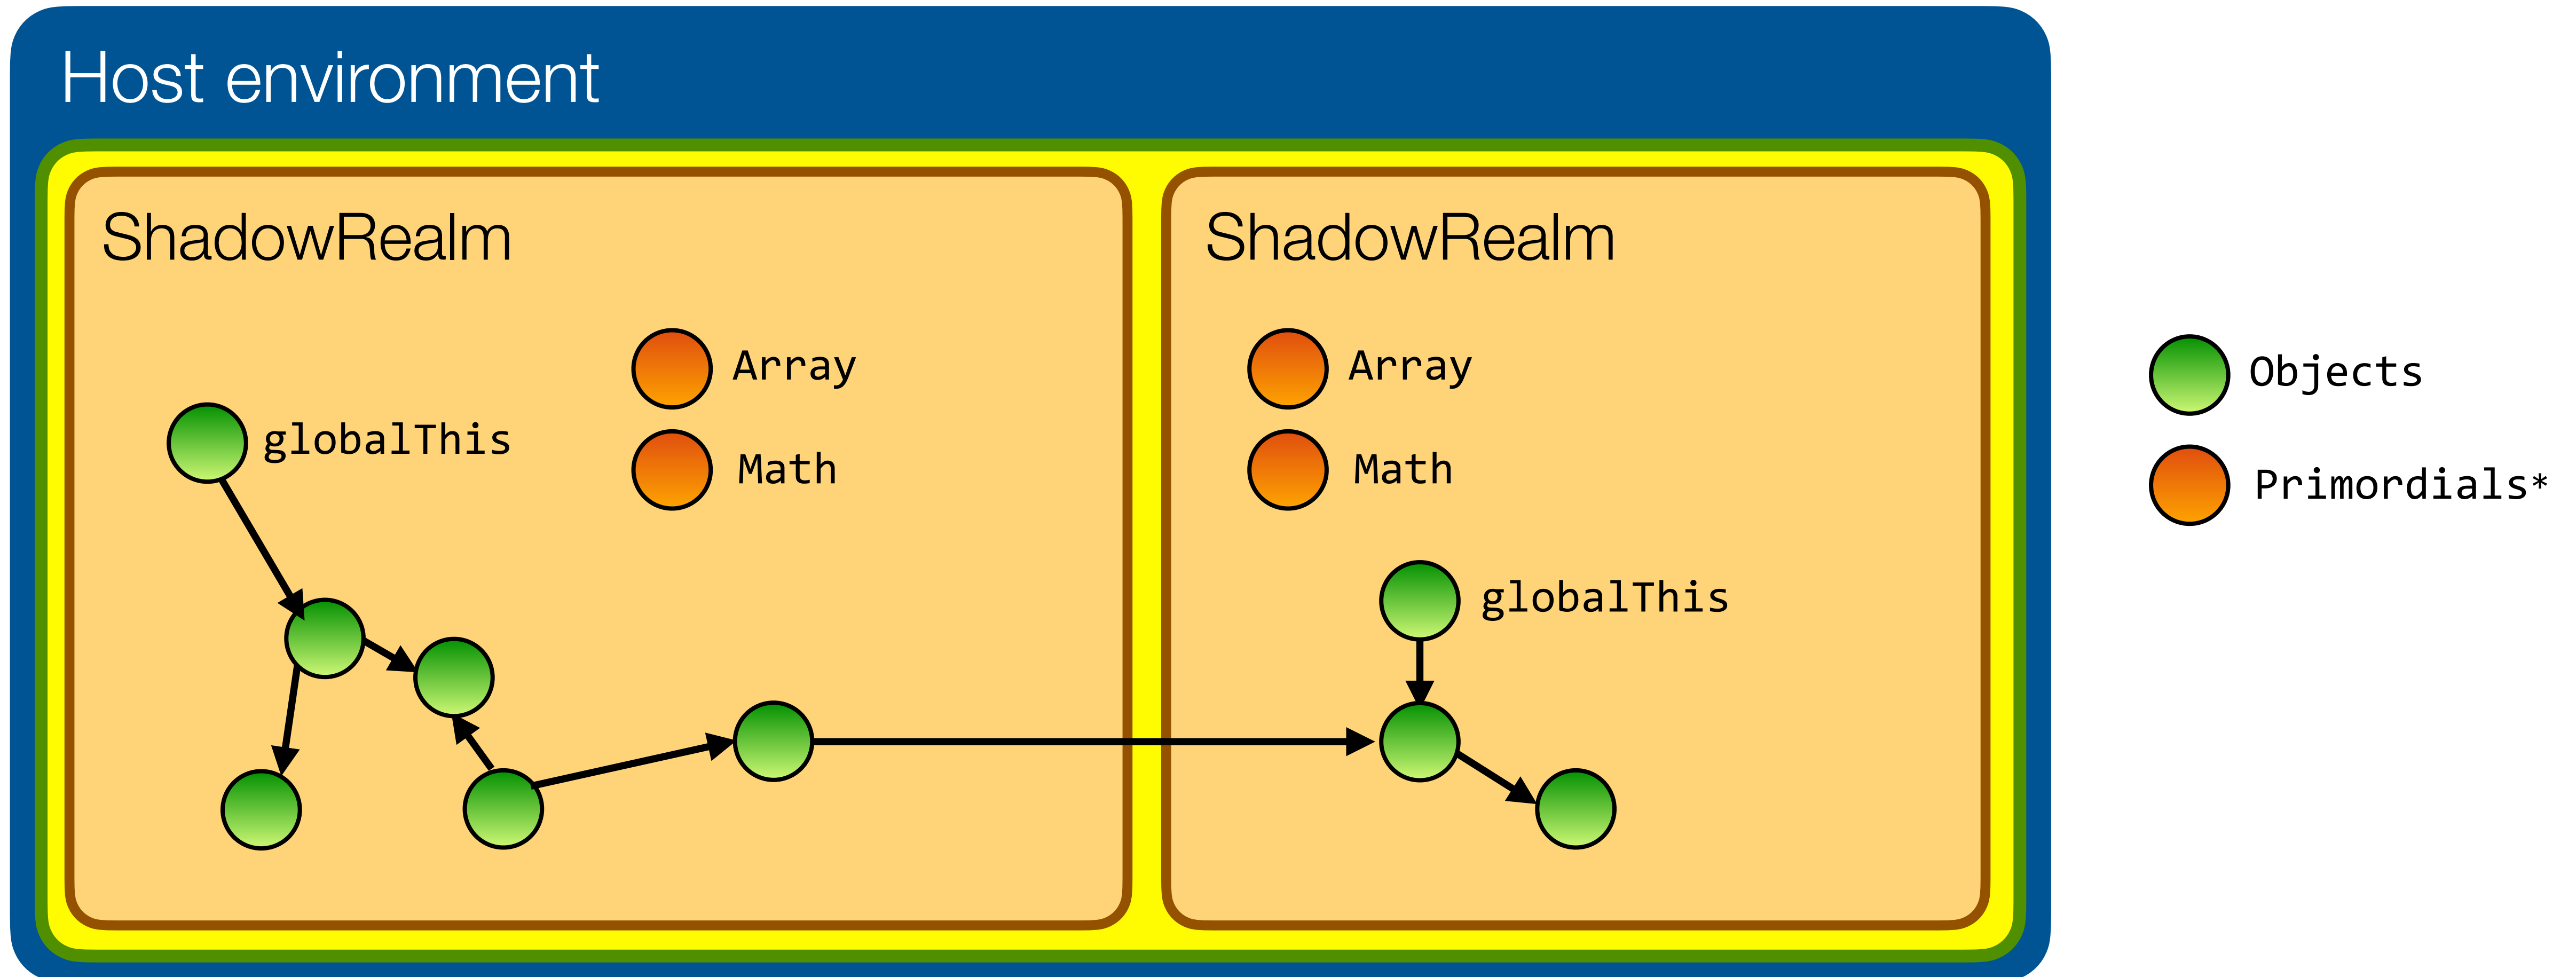 Host environment
ShadowRealm
Array
globalThis
Math
ShadowRealm
Array
Math
globalThis
Objects
Primordials*